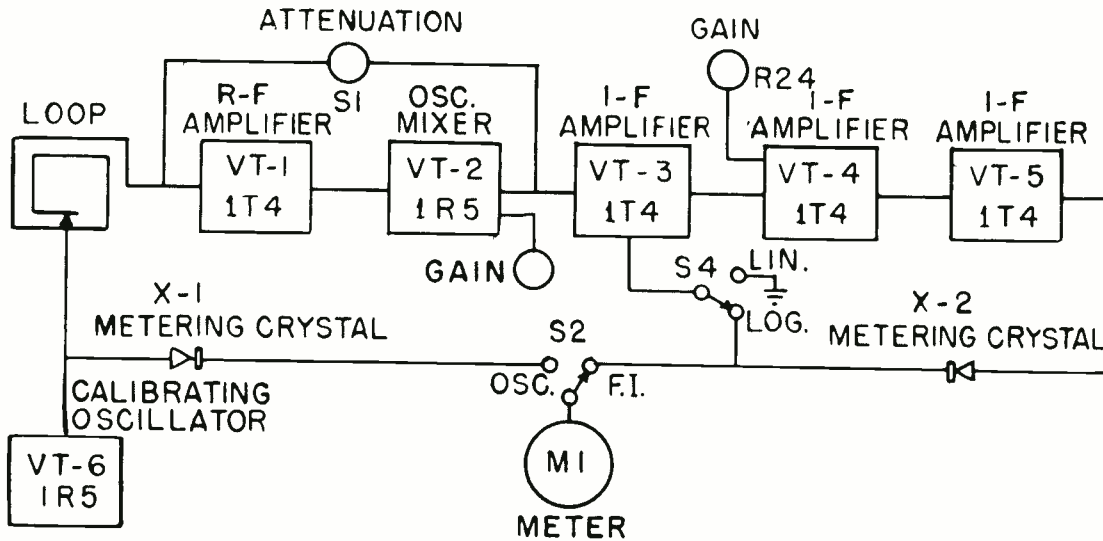 ATTENUATION
S1
GAIN
R24
LOOP
R-F
AMPLIFIER
VT-1
1T4
OSC.
MIXER
VT-2
1R5
GAIN
I-F
AMPLIFIER
VT-3
1T4
I-F
AMPLIFIER
VT-4
1T4
I-F
AMPLIFIER
VT-5
1T4
S4
LIN.
LOG.
X-1
METERING CRYSTAL
S2
OSC.
F.I.
X-2
METERING CRYSTAL
CALIBRATING
OSCILLATOR
VT-6
1R5
M1
METER